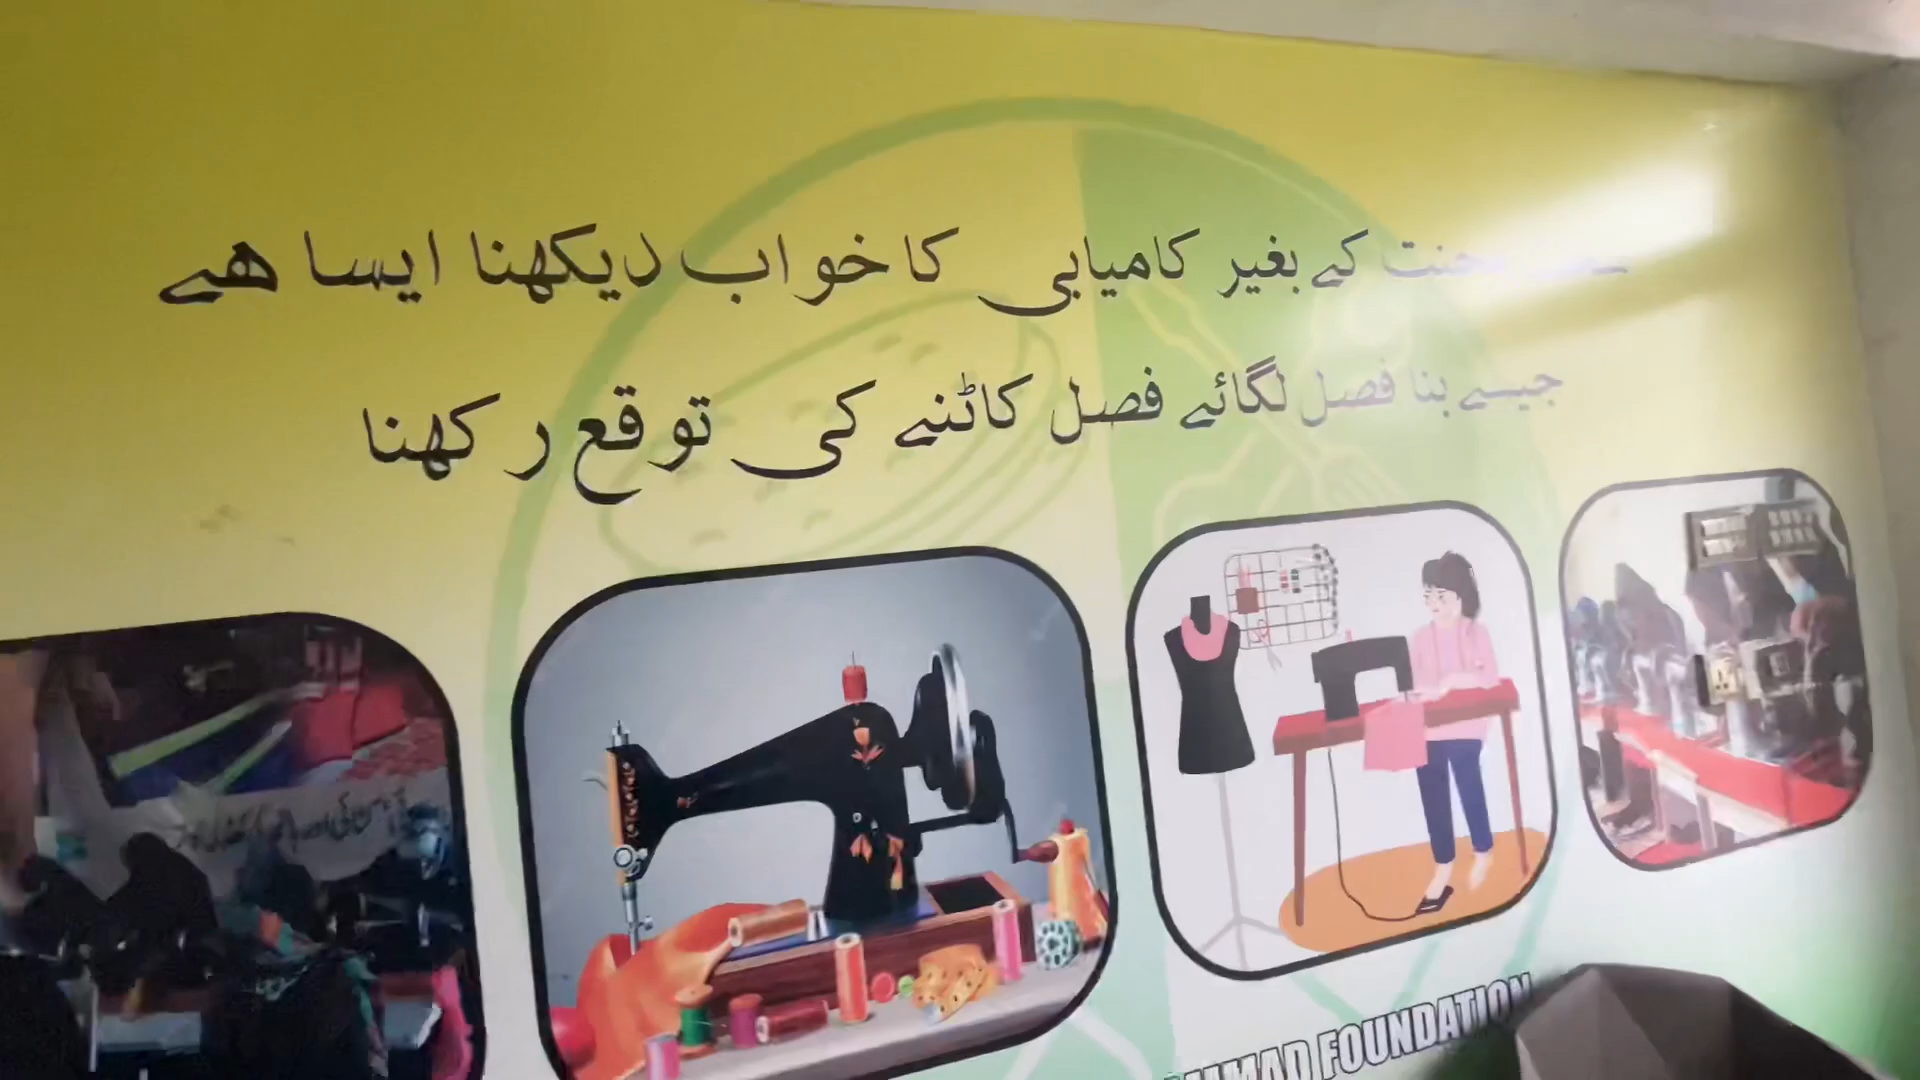 محنت کے بغیر کامیابی کا خواب دیکھنا ایسا ھے
جیسے بنا فصل لگائے فصل کاٹنے کی توقع رکھنا
FOUNDATION